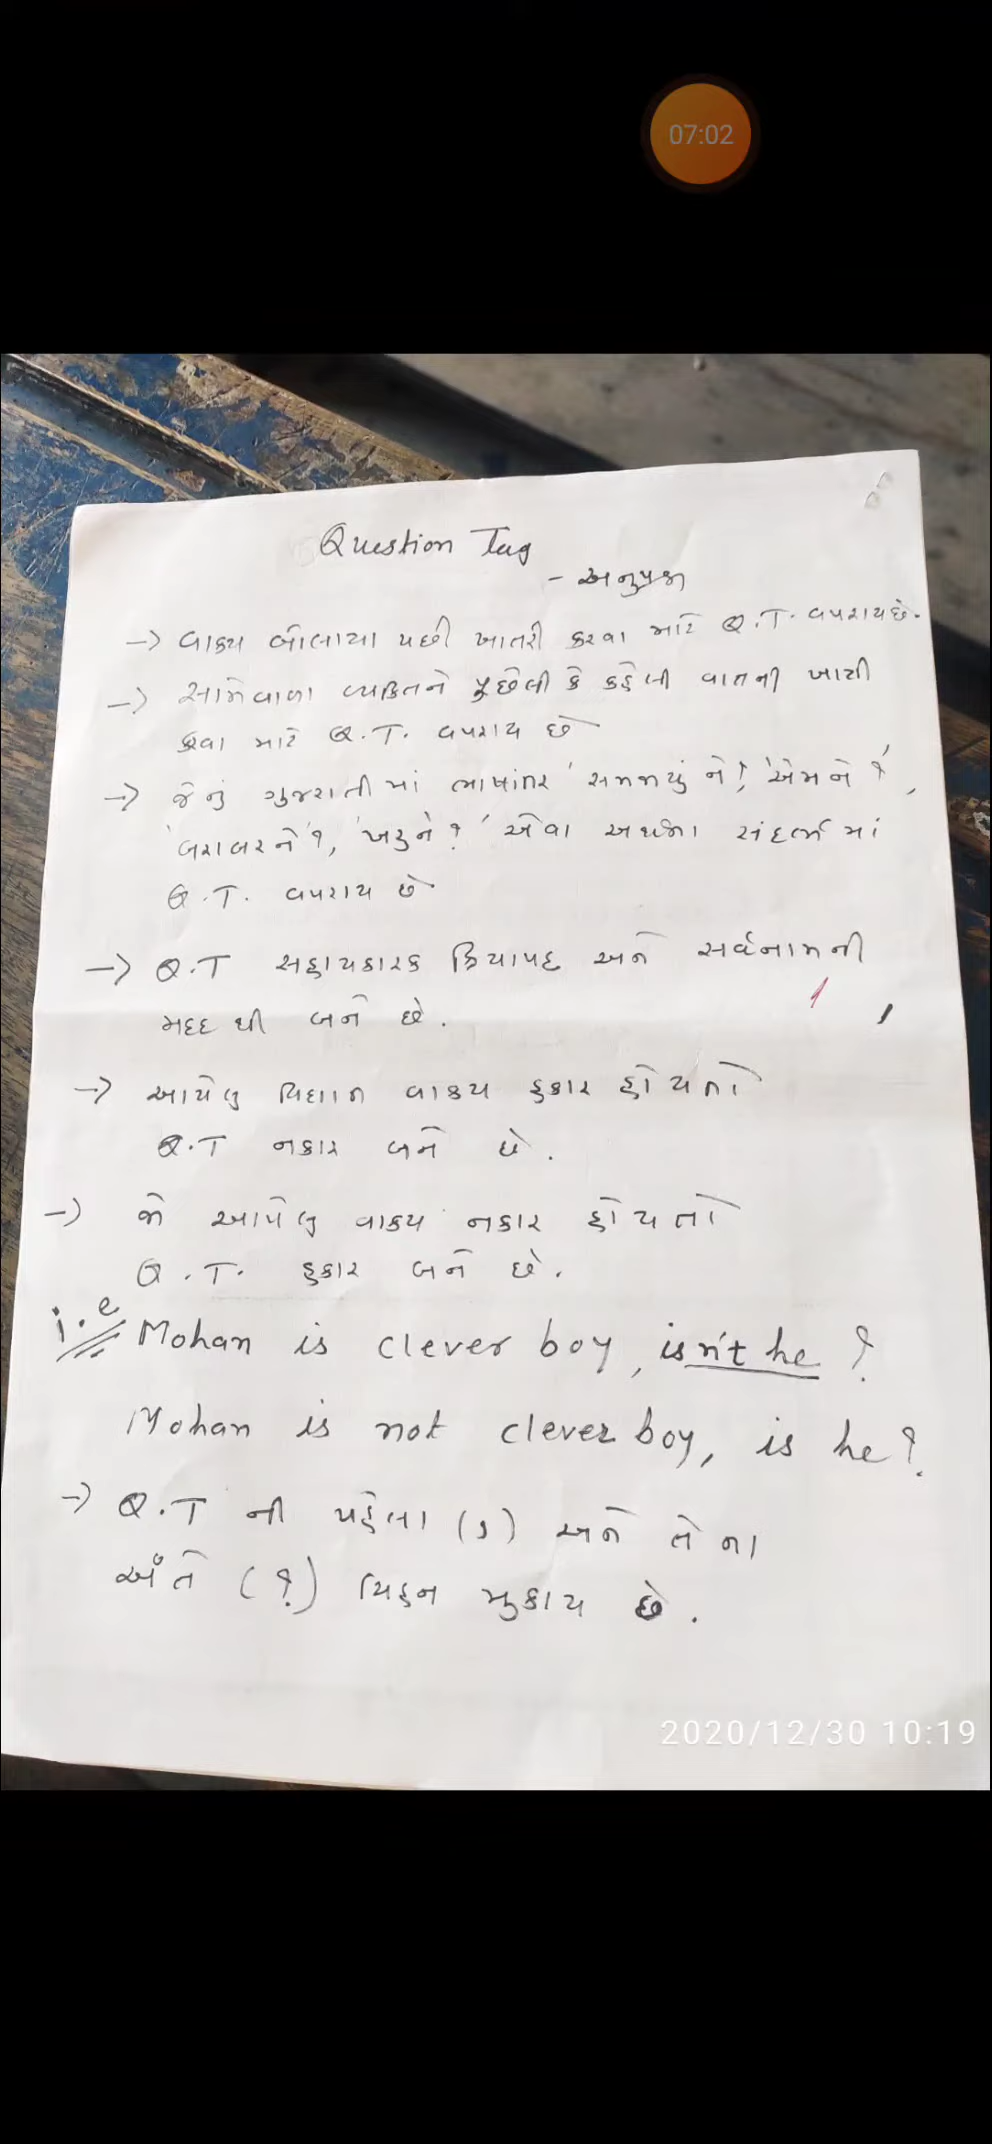 07:02
Question Tag
- અનુપ્રશ્ન
→ વાક્ય બોલાયા પછી ખાતરી કરવા માટે Q.T. વપરાય છે.
→ સામેવાળા વ્યક્તિને પુછેલી કે કહેલી વાતની ખાત્રી
કરવા માટે Q.T. વપરાય છે
→ જેનું ગુજરાતીમાં ભાષાંતર 'સમજ્યું ને!, 'એમને ?',
'બરાબરને'?, 'ખરુને?' એવા અર્થના સંદર્ભમાં
Q.T. વપરાય છે
→ Q.T સહાયકારક ક્રિયાપદ અને સર્વનામની
મદદથી બને છે.
→ આપેલુ વિધાન વાક્ય હકાર હોય તો
Q.T નકાર બને છે.
→ જો આપેલુ વાક્ય નકાર હોય તો
Q.T. હકાર બને છે.
i.e Mohan is clever boy, isn't he ?
Mohan is not clever boy, is he?
→ Q.T ની પહેલા (,) અને તેના
અંતે (?) ચિહ્ન મુકાય છે.
2020/12/30 10:19